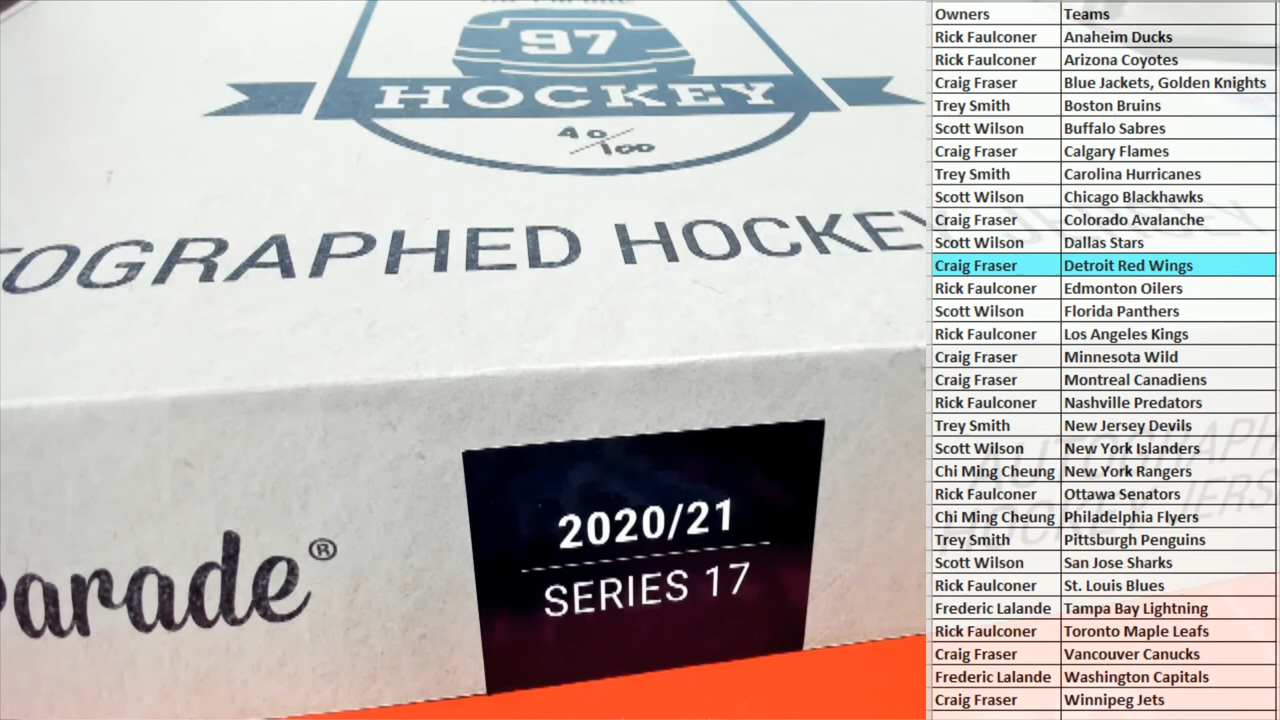 97
HOCKEY
40/100
TOGRAPHED HOCKEY
Parade®
2020/21
SERIES 17
Owners Teams
Rick Faulconer Anaheim Ducks
Rick Faulconer Arizona Coyotes
Craig Fraser Blue Jackets, Golden Knights
Trey Smith Boston Bruins
Scott Wilson Buffalo Sabres
Craig Fraser Calgary Flames
Trey Smith Carolina Hurricanes
Scott Wilson Chicago Blackhawks
Craig Fraser Colorado Avalanche
Scott Wilson Dallas Stars
Craig Fraser Detroit Red Wings
Rick Faulconer Edmonton Oilers
Scott Wilson Florida Panthers
Rick Faulconer Los Angeles Kings
Craig Fraser Minnesota Wild
Craig Fraser Montreal Canadiens
Rick Faulconer Nashville Predators
Trey Smith New Jersey Devils
Scott Wilson New York Islanders
Chi Ming Cheung New York Rangers
Rick Faulconer Ottawa Senators
Chi Ming Cheung Philadelphia Flyers
Trey Smith Pittsburgh Penguins
Scott Wilson San Jose Sharks
Rick Faulconer St. Louis Blues
Frederic Lalande Tampa Bay Lightning
Rick Faulconer Toronto Maple Leafs
Craig Fraser Vancouver Canucks
Frederic Lalande Washington Capitals
Craig Fraser Winnipeg Jets